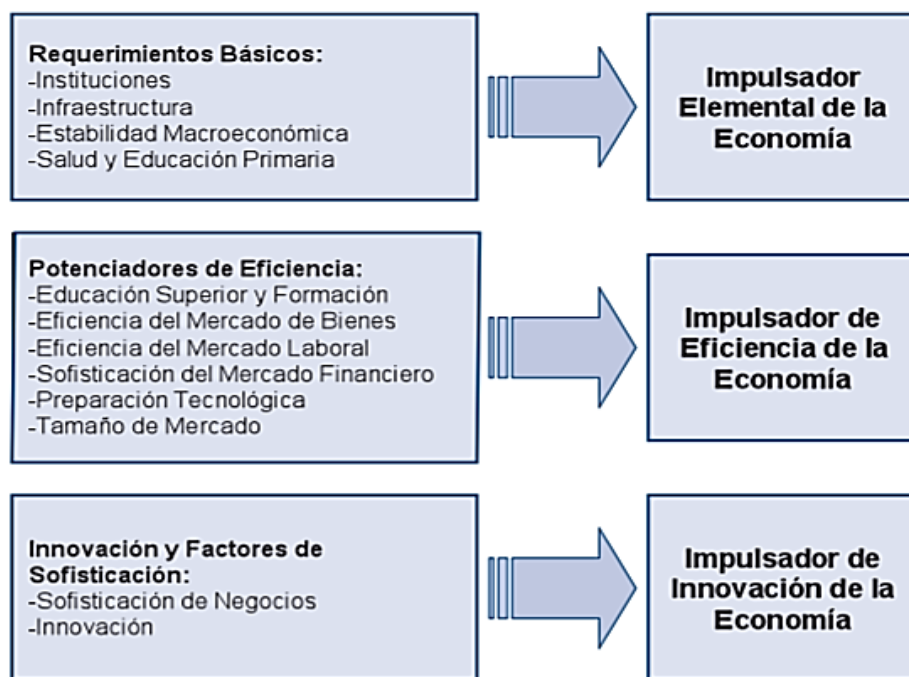 Requerimientos Básicos:
-Instituciones
-Infraestructura
-Estabilidad Macroeconómica
-Salud y Educación Primaria
Impulsador
Elemental de la
Economía
Potenciadores de Eficiencia:
-Educación Superior y Formación
-Eficiencia del Mercado de Bienes
-Eficiencia del Mercado Laboral
-Sofisticación del Mercado Financiero
-Preparación Tecnológica
-Tamaño de Mercado
Impulsador de
Eficiencia de la
Economía
Innovación y Factores de
Sofisticación:
-Sofisticación de Negocios
-Innovación
Impulsador de
Innovación de la
Economía